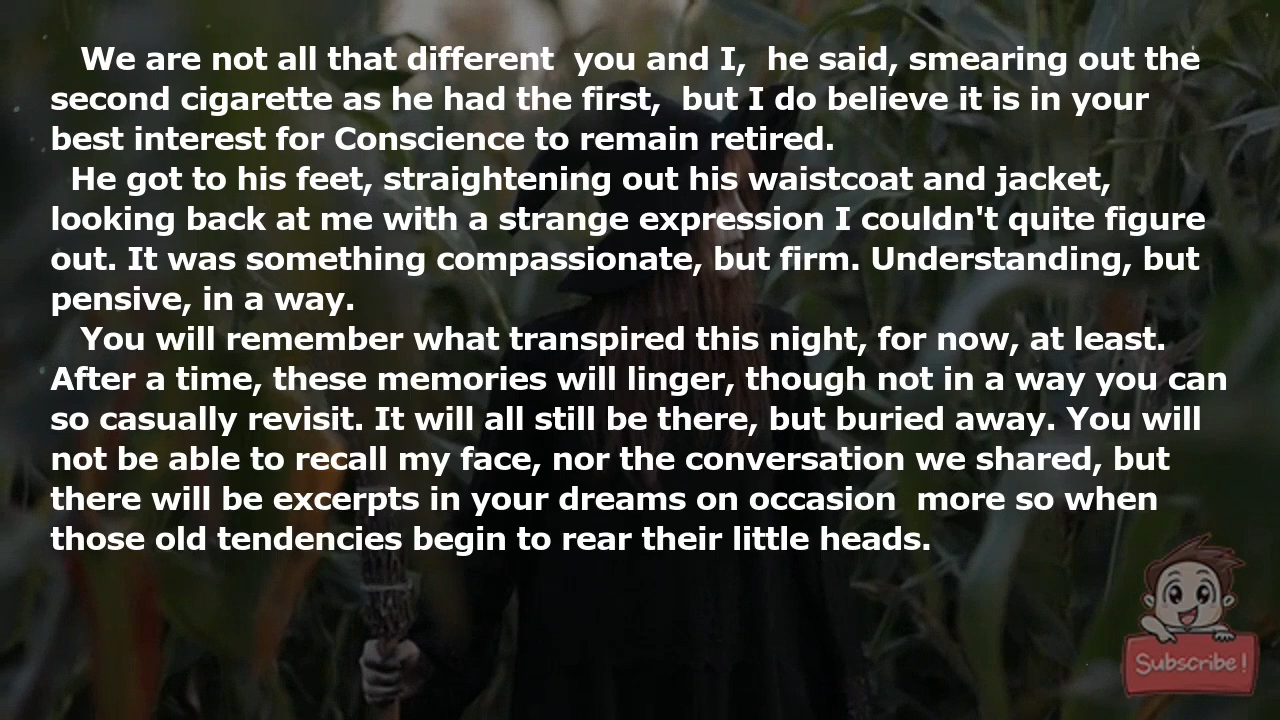 We are not all that different  you and I,  he said, smearing out the
second cigarette as he had the first,  but I do believe it is in your
best interest for Conscience to remain retired.
He got to his feet, straightening out his waistcoat and jacket,
looking back at me with a strange expression I couldn't quite figure
out. It was something compassionate, but firm. Understanding, but
pensive, in a way.
You will remember what transpired this night, for now, at least.
After a time, these memories will linger, though not in a way you can
so casually revisit. It will all still be there, but buried away. You will
not be able to recall my face, nor the conversation we shared, but
there will be excerpts in your dreams on occasion  more so when
those old tendencies begin to rear their little heads.
Subscribe!